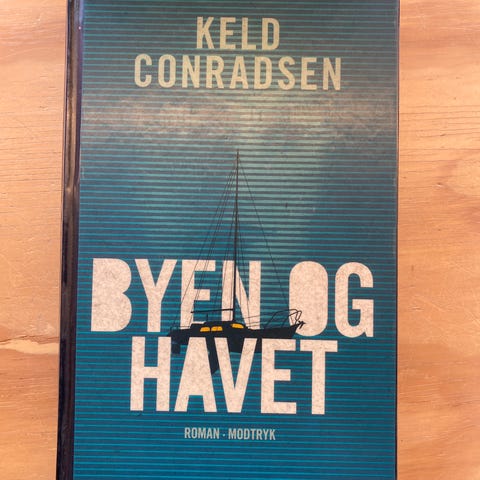 KELD
CONRADSEN
BYEN OG
HAVET
ROMAN · MODTRYK